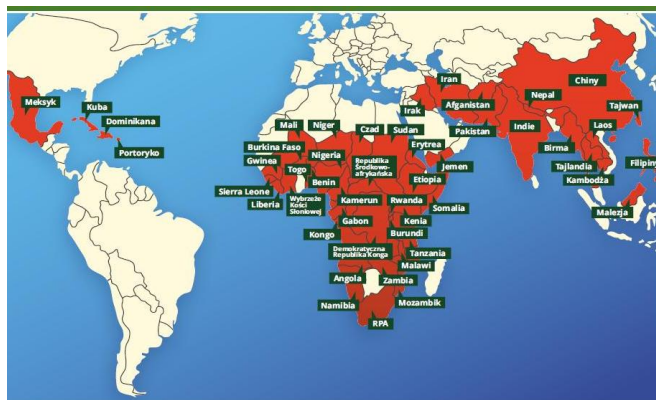 Meksyk
Kuba
Dominikana
Portoryko
Mali
Niger
Czad
Sudan
Erytrea
Burkina Faso
Gwinea
Nigeria
Togo
Benin
Republika
Środkowo-
afrykańska
Etiopia
Sierra Leone
Liberia
Wybrzeże
Kości
Słoniowej
Kamerun
Rwanda
Somalia
Gabon
Kenia
Kongo
Burundi
Demokratyczna
Republika Konga
Tanzania
Malawi
Angola
Zambia
Namibia
Mozambik
RPA
Iran
Irak
Afganistan
Pakistan
Jemen
Nepal
Chiny
Indie
Tajwan
Laos
Birma
Tajlandia
Kambodża
Filipiny
Malezja